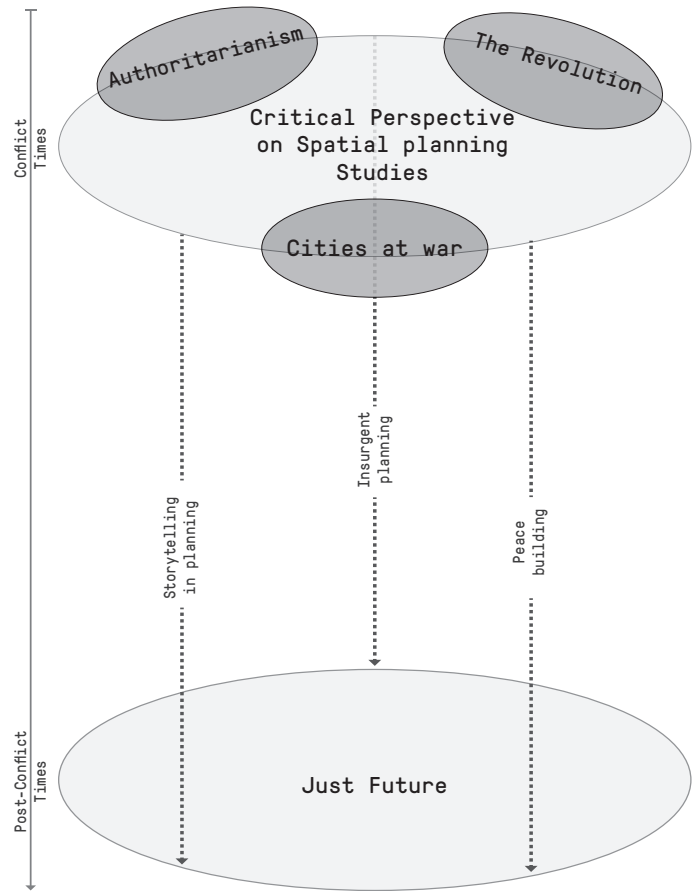 Authoritarianism
The Revolution
Critical Perspective
on Spatial planning
Studies
Conflict
Times
Cities at war
Insurgent
planning
Storytelling
in planning
Peace
building
Post-Conflict
Times
Just Future